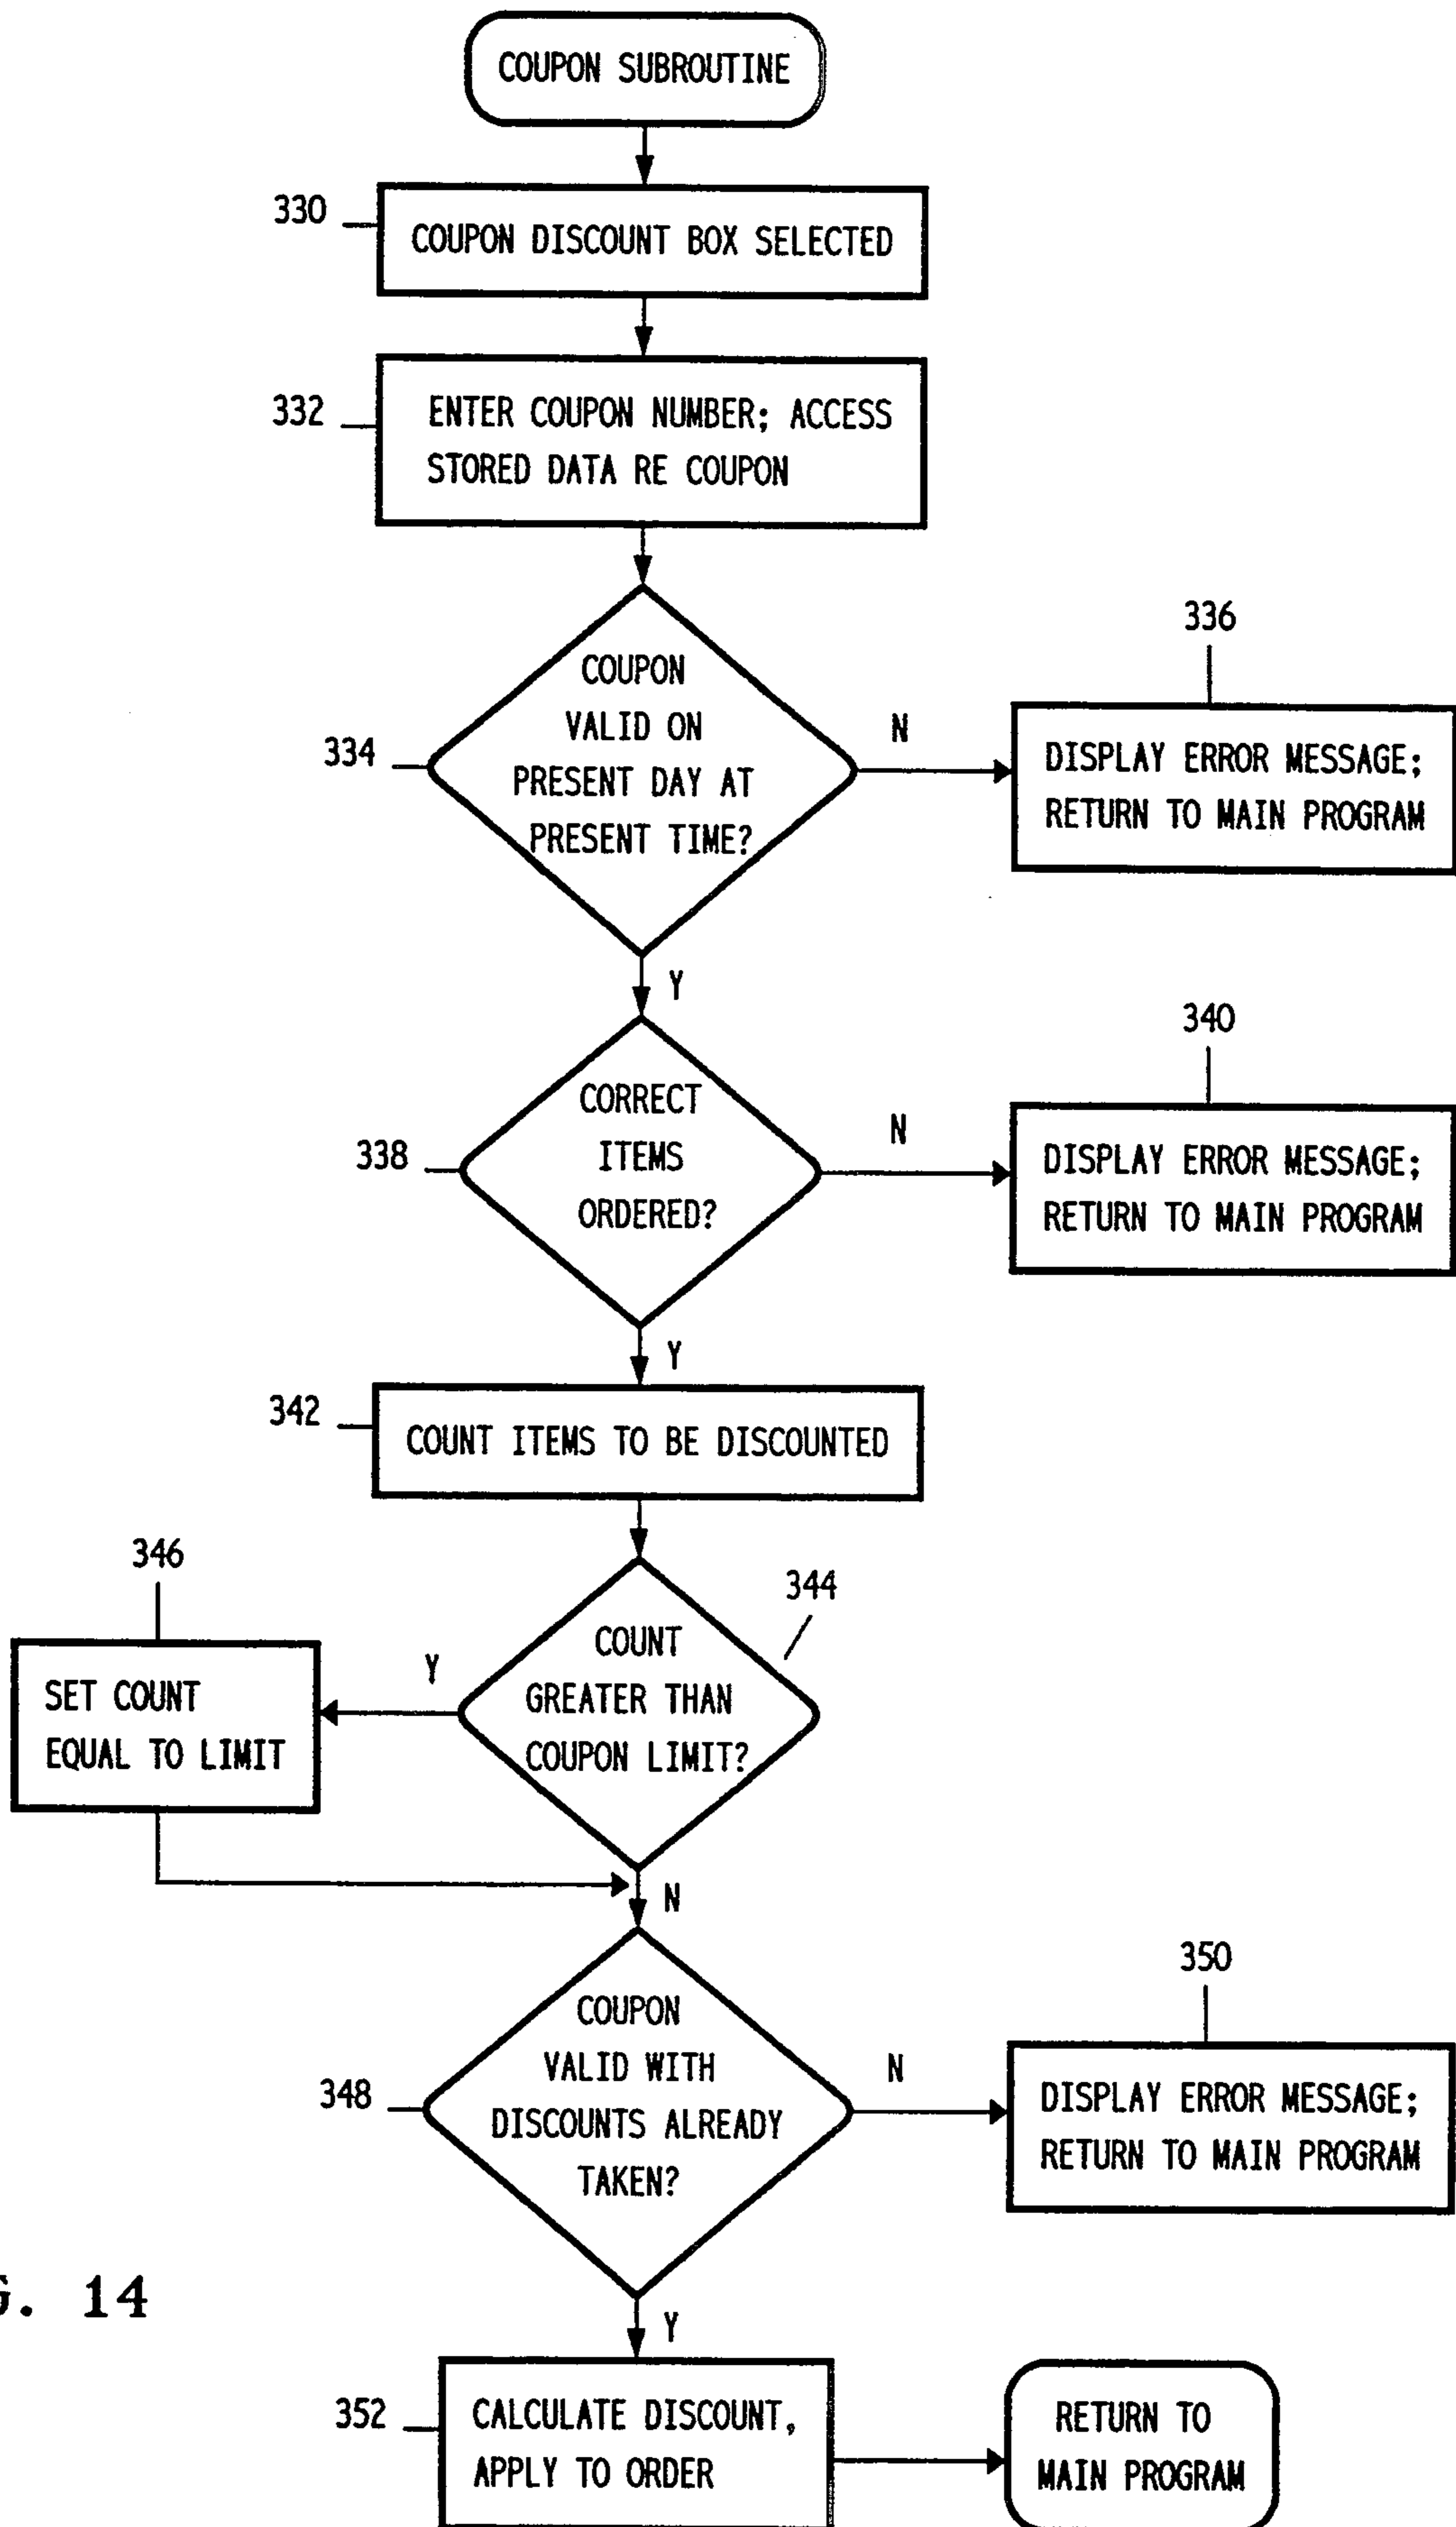 COUPON SUBROUTINE
330
COUPON DISCOUNT BOX SELECTED
332
ENTER COUPON NUMBER; ACCESS
STORED DATA RE COUPON
334
COUPON
VALID ON
PRESENT DAY AT
PRESENT TIME?
N
336
DISPLAY ERROR MESSAGE;
RETURN TO MAIN PROGRAM
Y
338
CORRECT
ITEMS
ORDERED?
N
340
DISPLAY ERROR MESSAGE;
RETURN TO MAIN PROGRAM
Y
342
COUNT ITEMS TO BE DISCOUNTED
344
COUNT
GREATER THAN
COUPON LIMIT?
Y
346
SET COUNT
EQUAL TO LIMIT
N
348
COUPON
VALID WITH
DISCOUNTS ALREADY
TAKEN?
N
350
DISPLAY ERROR MESSAGE;
RETURN TO MAIN PROGRAM
Y
352
CALCULATE DISCOUNT,
APPLY TO ORDER
RETURN TO
MAIN PROGRAM
G. 14